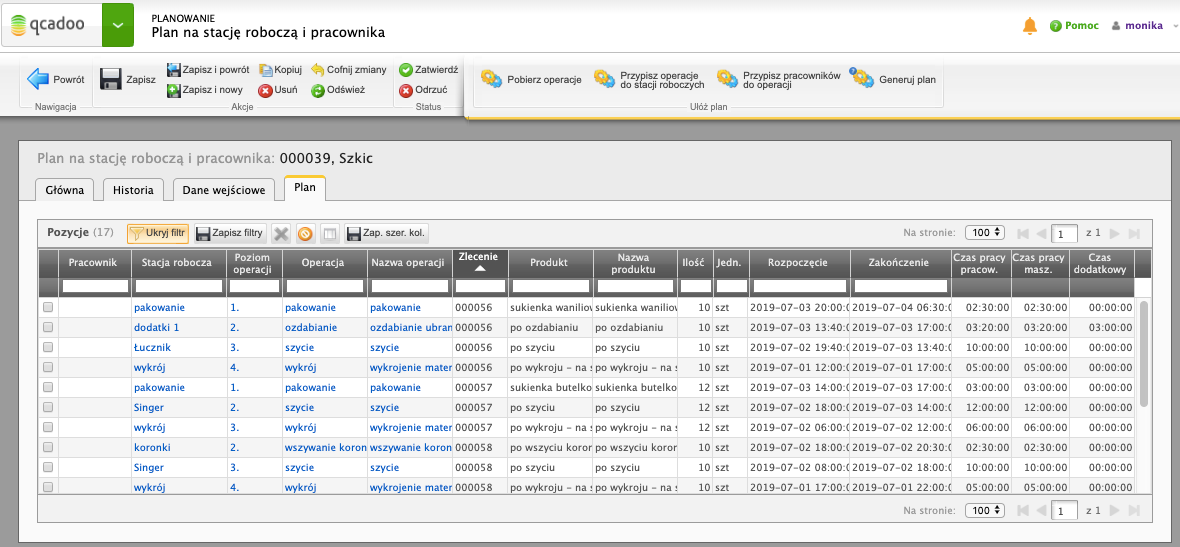 qcadoo
PLANOWANIE
Plan na stację roboczą i pracownika
Pomoc monika
Powrót Zapisz Zapisz i powrót Kopiuj Cofnij zmiany Zatwierdź Pobierz operacje Przypisz operacje do stacji roboczych Przypisz pracowników do operacji Generuj plan
Zapisz i nowy Usuń Odśwież Odrzuć
Nawigacja Akcje Status Ułóż plan
Plan na stację roboczą i pracownika: 000039, Szkic
Główna Historia Dane wejściowe Plan
Pozycje (17) Ukryj filtr Zapisz filtry Zap. szer. kol. Na stronie: 100 1 z 1
Pracownik Stacja robocza Poziom operacji Operacja Nazwa operacji Zlecenie Produkt Nazwa produktu Ilość Jedn. Rozpoczęcie Zakończenie Czas pracy pracow. Czas pracy masz. Czas dodatkowy
pakowanie 1. pakowanie pakowanie 000056 sukienka waniliow sukienka waniliow 10 szt 2019-07-03 20:00:0 2019-07-04 06:30:0 02:30:00 02:30:00 00:00:00
dodatki 1 2. ozdabianie ozdabianie ubran 000056 po ozdabianiu po ozdabianiu 10 szt 2019-07-03 13:40:0 2019-07-03 17:00:0 03:20:00 03:20:00 03:00:00
Łucznik 3. szycie szycie 000056 po szyciu po szyciu 10 szt 2019-07-02 19:40:0 2019-07-03 13:40:0 10:00:00 10:00:00 00:00:00
wykrój 4. wykrój wykrojenie mater 000056 po wykroju - na s po wykroju - na s 10 szt 2019-07-01 12:00:0 2019-07-01 17:00:0 05:00:00 05:00:00 00:00:00
pakowanie 1. pakowanie pakowanie 000057 sukienka butelko sukienka butelko 12 szt 2019-07-03 14:00:0 2019-07-03 17:00:0 03:00:00 03:00:00 00:00:00
Singer 2. szycie szycie 000057 po szyciu po szyciu 12 szt 2019-07-02 18:00:0 2019-07-03 14:00:0 12:00:00 12:00:00 00:00:00
wykrój 3. wykrój wykrojenie mater 000057 po wykroju - na s po wykroju - na s 12 szt 2019-07-02 06:00:0 2019-07-02 12:00:0 06:00:00 06:00:00 00:00:00
koronki 2. wszywanie koron wszywanie koron 000058 po wszyciu koron po wszyciu koron 10 szt 2019-07-02 18:00:0 2019-07-02 20:30:0 02:30:00 02:30:00 00:00:00
Singer 3. szycie szycie 000058 po szyciu po szyciu 10 szt 2019-07-02 08:00:0 2019-07-02 18:00:0 10:00:00 10:00:00 00:00:00
wykrój 4. wykrój wykrojenie mater 000058 po wykroju - na s po wykroju - na s 10 szt 2019-07-01 17:00:0 2019-07-01 22:00:0 05:00:00 05:00:00 00:00:00
Na stronie: 100 1 z 1